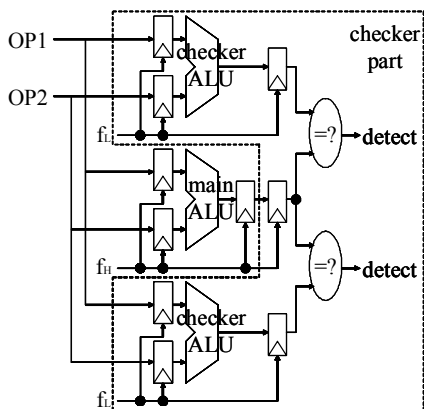 OP1
OP2
checker
ALU
checker
part
=?
detect
fL
main
ALU
fH
=?
detect
checker
ALU
fL